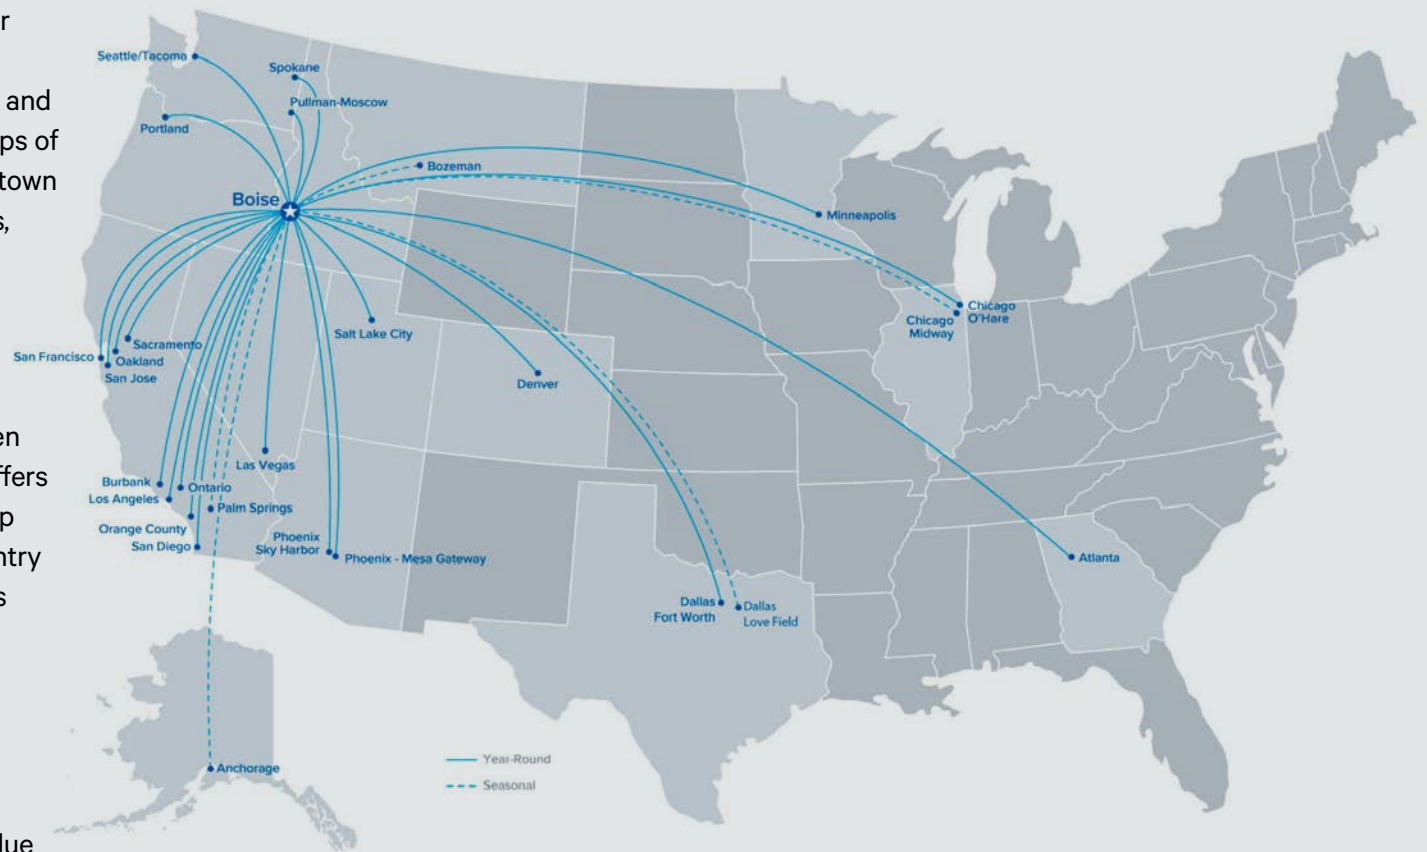 r
and
ps of
town
s,
en
ffers
p
ntry
s
lue
Seattle/Tacoma
Spokane
Pullman-Moscow
Portland
Bozeman
Boise
Minneapolis
Chicago
O'Hare
Chicago
Midway
Salt Lake City
Sacramento
San Francisco
Oakland
San Jose
Denver
Las Vegas
Burbank
Ontario
Los Angeles
Palm Springs
Orange County
San Diego
Phoenix
Sky Harbor
Phoenix - Mesa Gateway
Atlanta
Dallas
Fort Worth
Dallas
Love Field
Anchorage
Year-Round
Seasonal